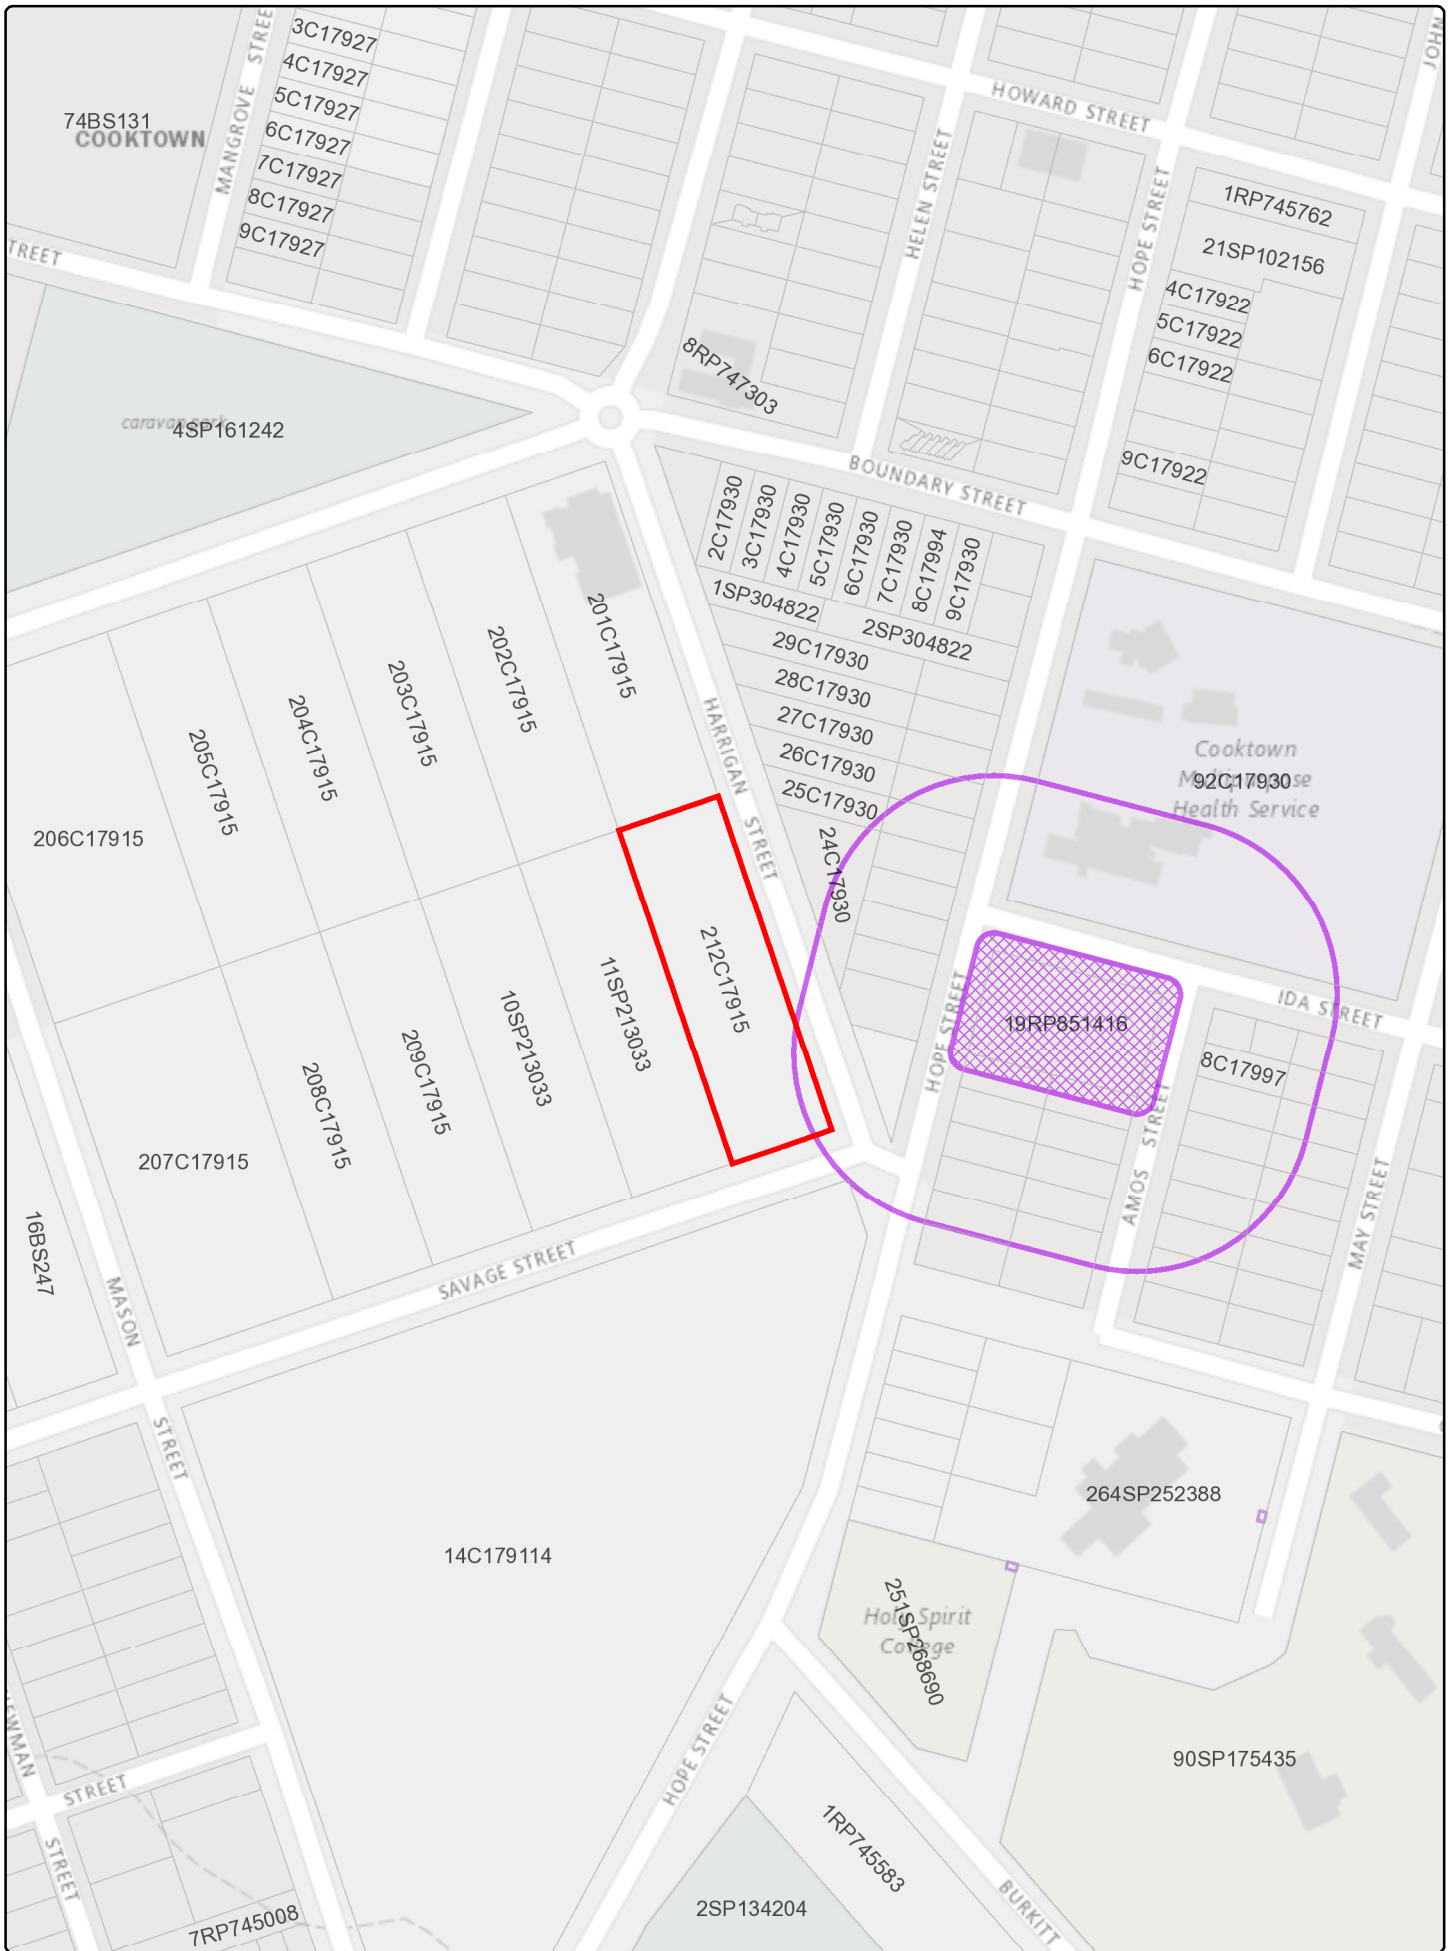 3C17927
4C17927
5C17927
6C17927
7C17927
8C17927
9C17927
MANGROVE STREE
74BS131
COOKTOWN
TREET
HOWARD STREET
JOHN
HELEN STREET
HOPE STREET
1RP745762
21SP102156
4C17922
5C17922
6C17922
9C17922
8RP747303
caravan park
4SP161242
BOUNDARY STREET
2C17930
3C17930
4C17930
5C17930
6C17930
7C17930
8C17994
9C17930
1SP304822
2SP304822
29C17930
28C17930
27C17930
26C17930
25C17930
24C17930
201C17915
202C17915
203C17915
204C17915
205C17915
206C17915
HARRIGAN STREET
Cooktown
Multipurpose
Health Service
92C17930
212C17915
11SP213033
10SP213033
209C17915
208C17915
207C17915
HOPE STREET
19RP851416
IDA STREET
8C17997
AMOS STREET
MAY STREET
16BS247
MASON
STREET
SAVAGE STREET
14C179114
264SP252388
Holy Spirit
College
251SP268690
90SP175435
HOPE STREET
1RP745583
2SP134204
BURKITT
EWMAN
STREET
STREET
7RP745008